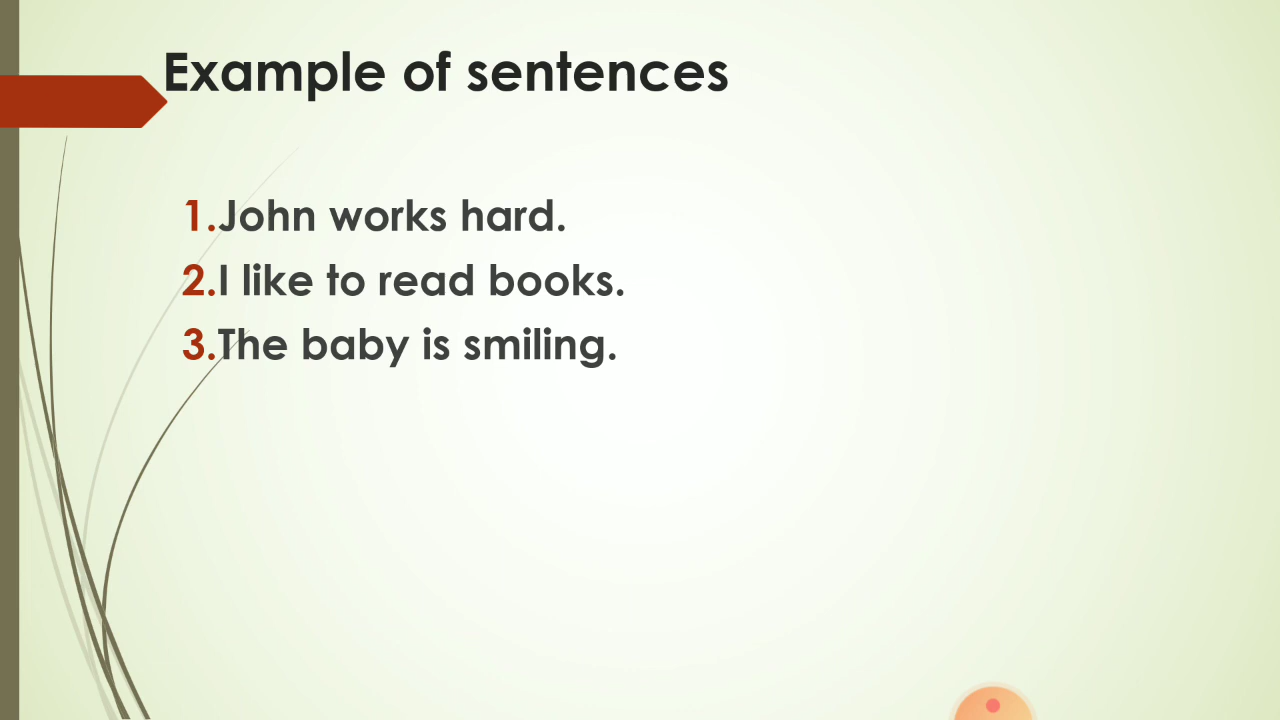 Example of sentences
1.John works hard.
2.I like to read books.
3.The baby is smiling.